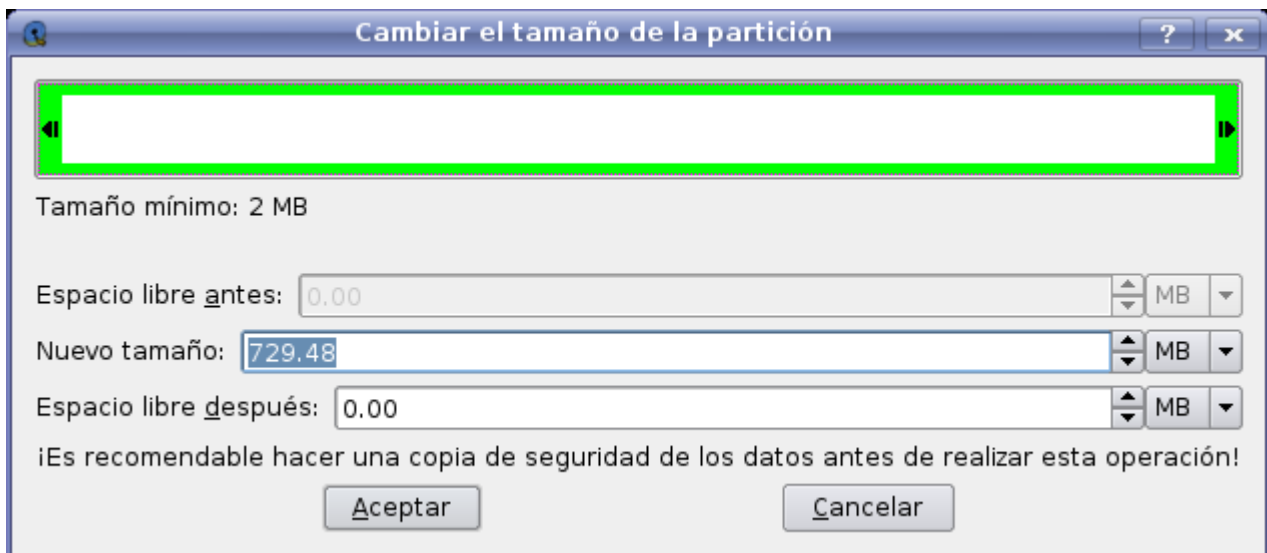 Cambiar el tamaño de la partición ?
Tamaño mínimo: 2 MB
Espacio libre antes: 0.00 MB
Nuevo tamaño: 729.48 MB
Espacio libre después: 0.00 MB
¡Es recomendable hacer una copia de seguridad de los datos antes de realizar esta operación!
Aceptar Cancelar